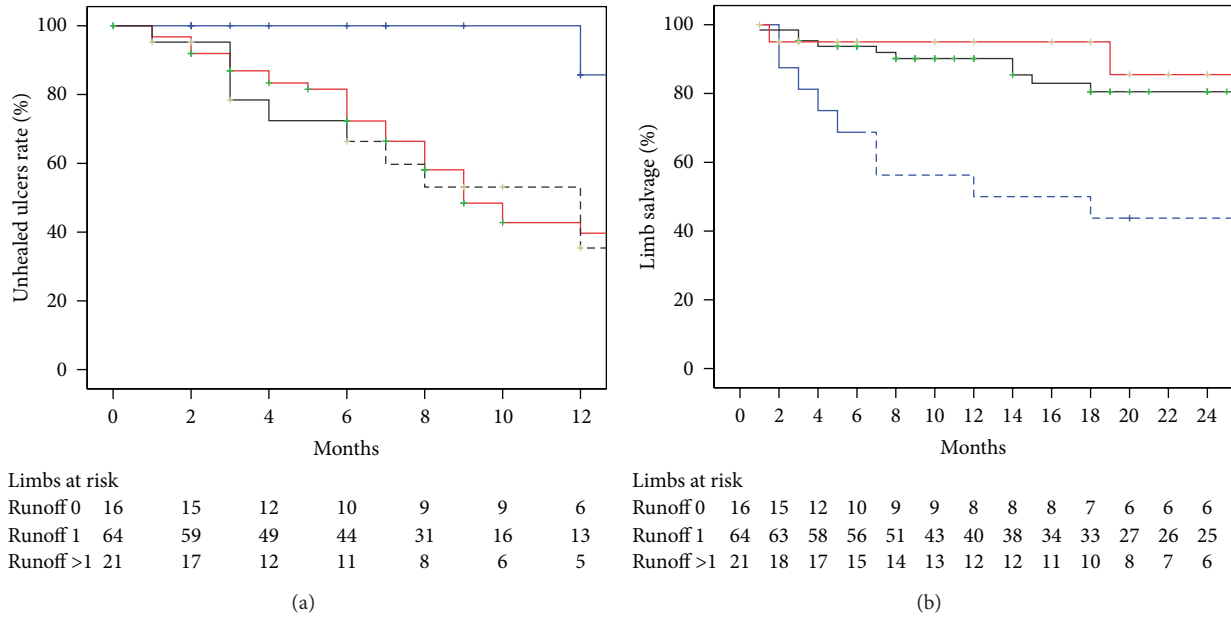 100
80
60
40
20
0
Unhealed ulcers rate (%)
0 2 4 6 8 10 12
Months
Limbs at risk
Runoff 0 16 15 12 10 9 9 6
Runoff 1 64 59 49 44 31 16 13
Runoff >1 21 17 12 11 8 6 5
(a)
100
80
60
40
20
0
Limb salvage (%)
0 2 4 6 8 10 12 14 16 18 20 22 24
Months
Limbs at risk
Runoff 0 16 15 12 10 9 9 8 8 8 7 6 6 6
Runoff 1 64 63 58 56 51 43 40 38 34 33 27 26 25
Runoff >1 21 18 17 15 14 13 12 12 11 10 8 7 6
(b)